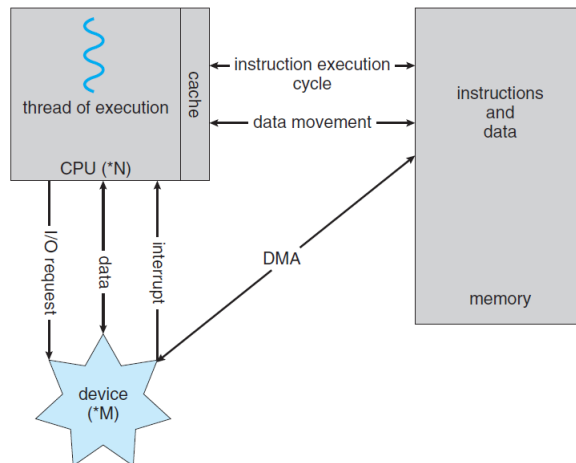 thread of execution
cache
CPU (*N)
instruction execution
cycle
data movement
instructions
and
data
memory
I/O request
data
interrupt
DMA
device
(*M)